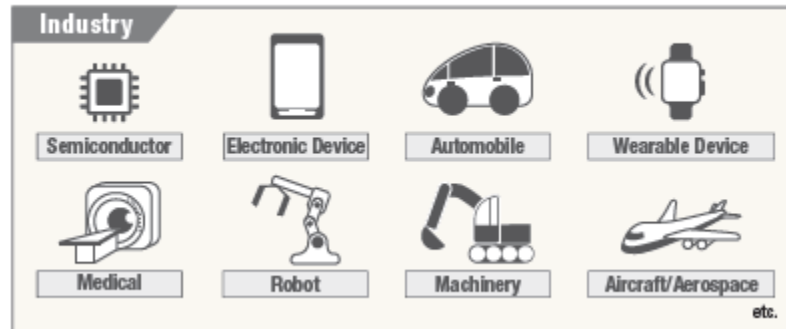 Industry
Semiconductor
Electronic Device
Automobile
Wearable Device
Medical
Robot
Machinery
Aircraft/Aerospace
etc.